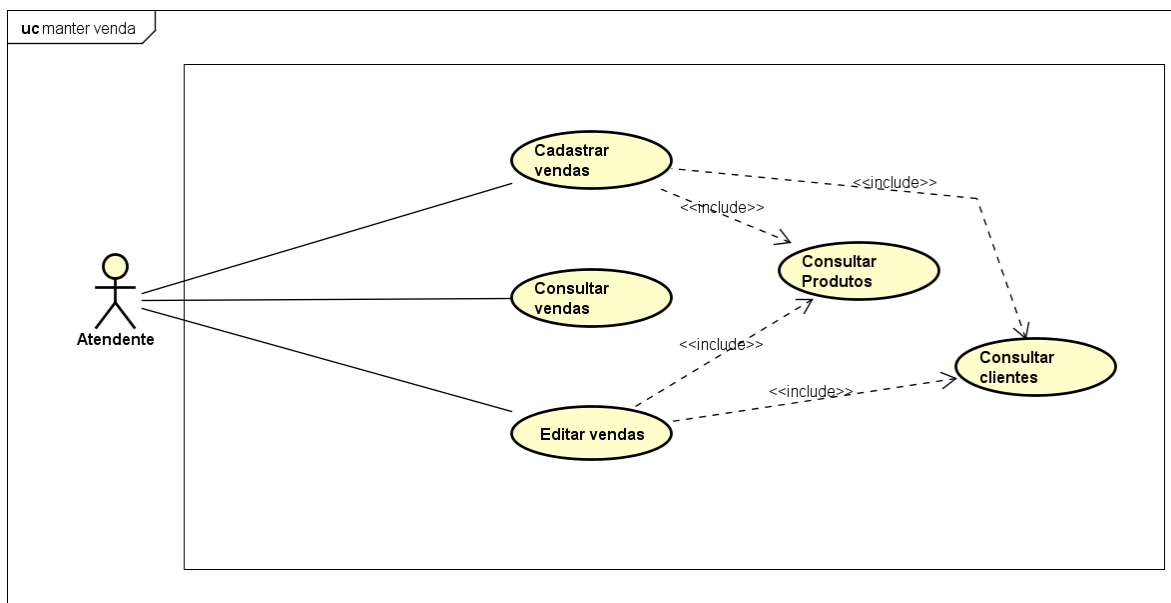 uc manter venda
Cadastrar
vendas
<<include>>
<<include>>
Consultar
Produtos
Consultar
vendas
Atendente
<<include>>
Consultar
clientes
<<include>>
Editar vendas